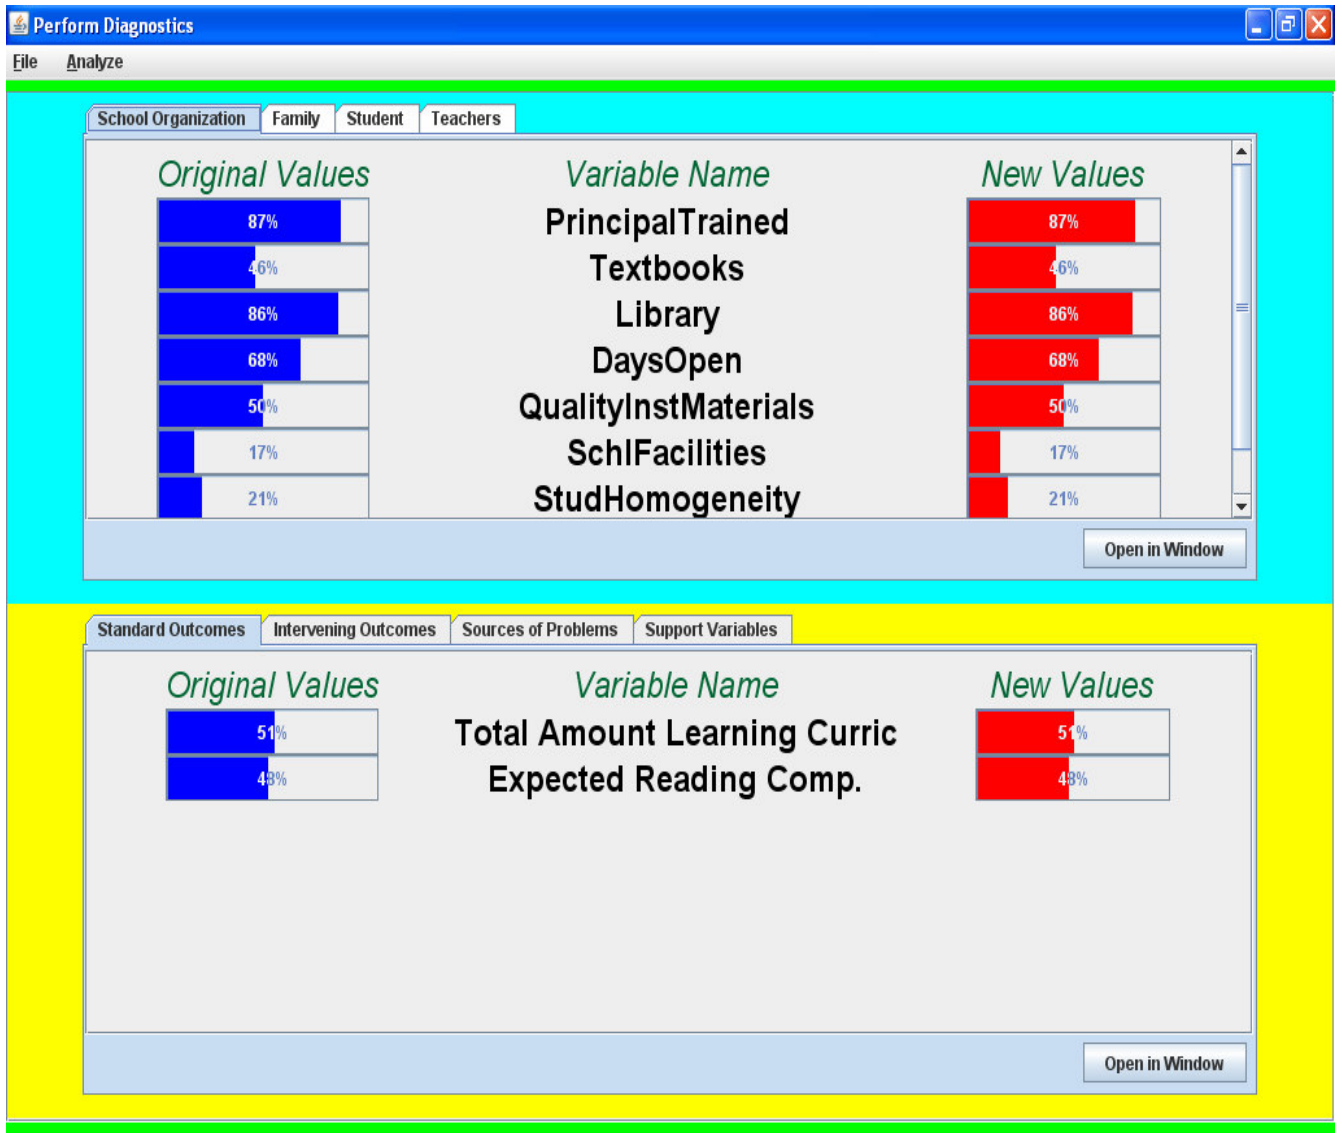 Perform Diagnostics
File Analyze
School Organization Family Student Teachers
Original Values Variable Name New Values
87% PrincipalTrained 87%
46% Textbooks 46%
86% Library 86%
68% DaysOpen 68%
50% QualityInstMaterials 50%
17% SchlFacilities 17%
21% StudHomogeneity 21%
Open in Window
Standard Outcomes Intervening Outcomes Sources of Problems Support Variables
Original Values Variable Name New Values
51% Total Amount Learning Curric 51%
48% Expected Reading Comp. 48%
Open in Window